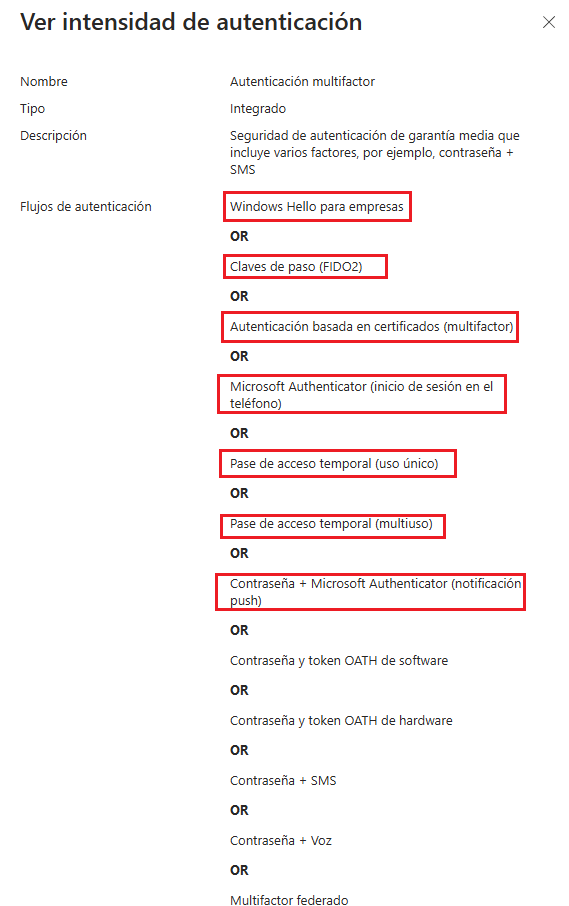 Ver intensidad de autenticación
Nombre Autenticación multifactor
Tipo Integrado
Descripción Seguridad de autenticación de garantía media que
incluye varios factores, por ejemplo, contraseña +
SMS
Flujos de autenticación Windows Hello para empresas
OR
Claves de paso (FIDO2)
OR
Autenticación basada en certificados (multifactor)
OR
Microsoft Authenticator (inicio de sesión en el
teléfono)
OR
Pase de acceso temporal (uso único)
OR
Pase de acceso temporal (multiuso)
OR
Contraseña + Microsoft Authenticator (notificación
push)
OR
Contraseña y token OATH de software
OR
Contraseña y token OATH de hardware
OR
Contraseña + SMS
OR
Contraseña + Voz
OR
Multifactor federado